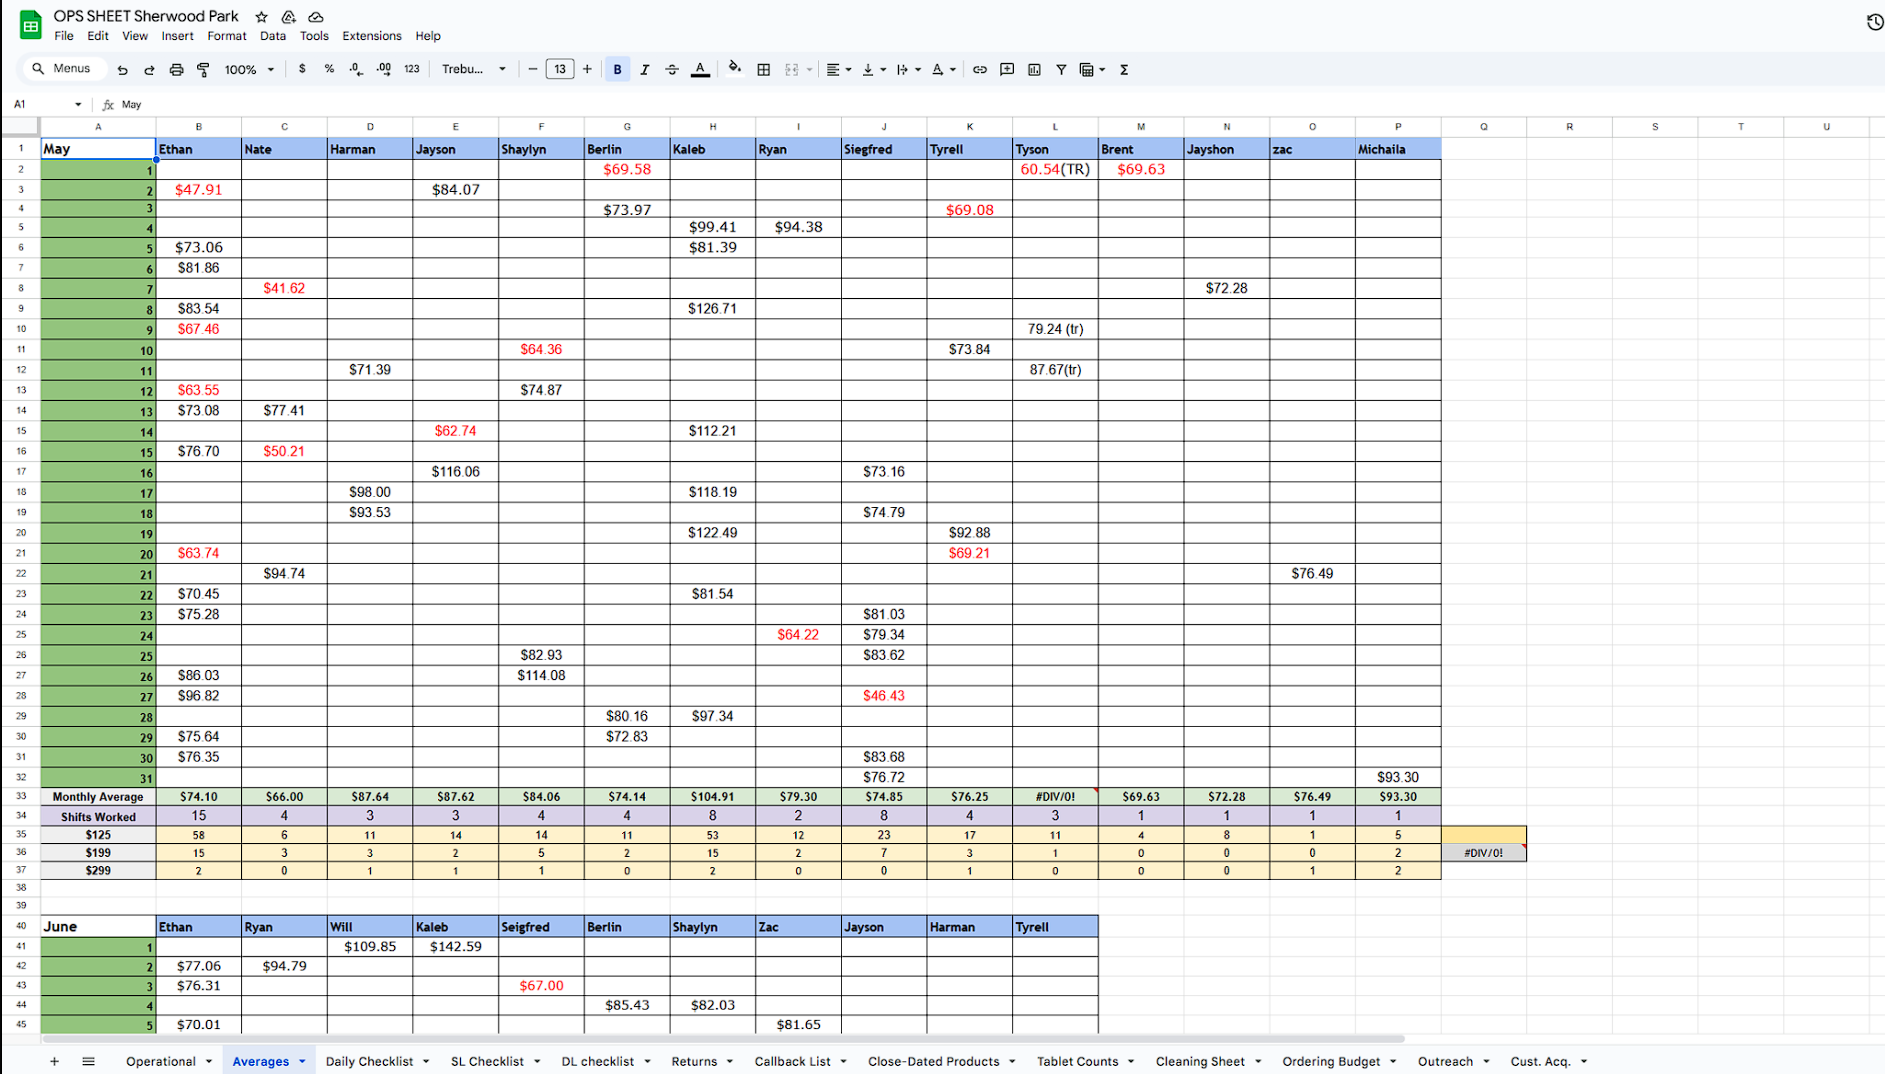 OPS SHEET Sherwood Park
File Edit View Insert Format Data Tools Extensions Help
Menus 100% $ % .0 .00 123 Trebu... − 13 + B I A Σ
A1 fx May
A B C D E F G H I J K L M N O P Q R S T U
1 May Ethan Nate Harman Jayson Shaylyn Berlin Kaleb Ryan Siegfred Tyrell Tyson Brent Jayshon zac Michaila
2 1 $69.58 60.54(TR) $69.63
3 2 $47.91 $84.07
4 3 $73.97 $69.08
5 4 $99.41 $94.38
6 5 $73.06 $81.39
7 6 $81.86
8 7 $41.62 $72.28
9 8 $83.54 $126.71
10 9 $67.46 79.24 (tr)
11 10 $64.36 $73.84
12 11 $71.39 87.67(tr)
13 12 $63.55 $74.87
14 13 $73.08 $77.41
15 14 $62.74 $112.21
16 15 $76.70 $50.21
17 16 $116.06 $73.16
18 17 $98.00 $118.19
19 18 $93.53 $74.79
20 19 $122.49 $92.88
21 20 $63.74 $69.21
22 21 $94.74 $76.49
23 22 $70.45 $81.54
24 23 $75.28 $81.03
25 24 $64.22 $79.34
26 25 $82.93 $83.62
27 26 $86.03 $114.08
28 27 $96.82 $46.43
29 28 $80.16 $97.34
30 29 $75.64 $72.83
31 30 $76.35 $83.68
32 31 $76.72 $93.30
33 Monthly Average $74.10 $66.00 $87.64 $87.62 $84.06 $74.14 $104.91 $79.30 $74.85 $76.25 #DIV/0! $69.63 $72.28 $76.49 $93.30
34 Shifts Worked 15 4 3 3 4 4 8 2 8 4 3 1 1 1 1
35 $125 58 6 11 14 14 11 53 12 23 17 11 4 8 1 5
36 $199 15 3 3 2 5 2 15 2 7 3 1 0 0 0 2 #DIV/0!
37 $299 2 0 1 1 1 0 2 0 0 1 0 0 0 1 2
38
39
40 June Ethan Ryan Will Kaleb Seigfred Berlin Shaylyn Zac Jayson Harman Tyrell
41 1 $109.85 $142.59
42 2 $77.06 $94.79
43 3 $76.31 $67.00
44 4 $85.43 $82.03
45 5 $70.01 $81.65
+ Operational Averages Daily Checklist SL Checklist DL checklist Returns Callback List Close-Dated Products Tablet Counts Cleaning Sheet Ordering Budget Outreach Cust. Acq.